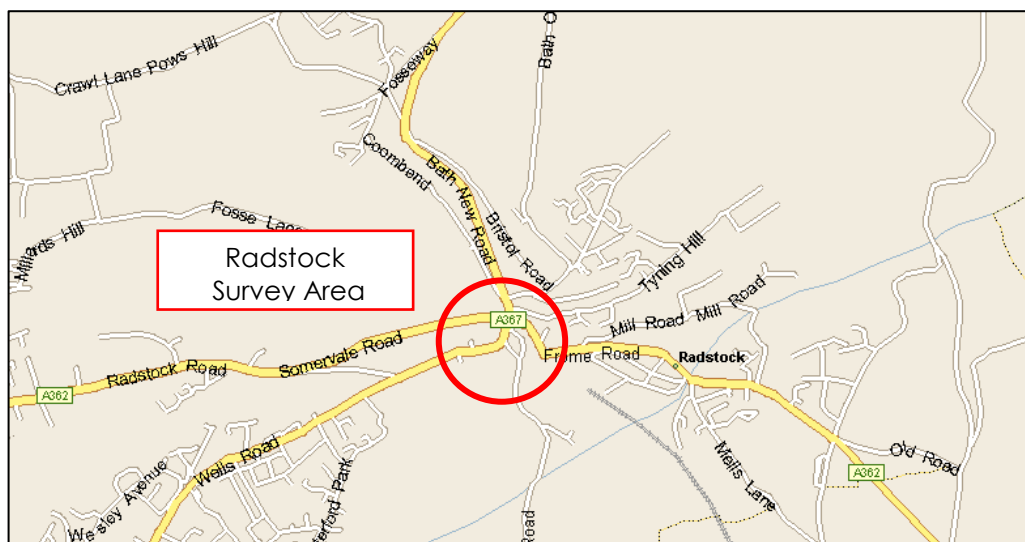 Crawl Lane Pows Hill
Fosseway
Bath
Coombend
Bath New Road
Bristol Road
Tyning Hill
Millards Hill
Fosse Lane
Radstock
Survey Area
A367
Mill Road Mill Road
Somervale Road
Frome Road
Radstock
Radstock Road
A362
Wells Road
Wesley Avenue
Mells Lane
Old Road
A362
Park
Road